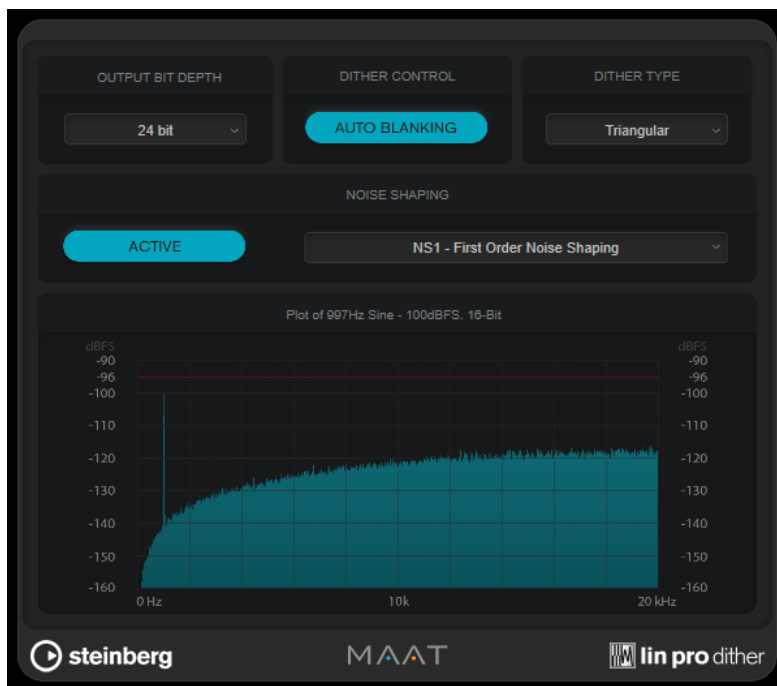 OUTPUT BIT DEPTH
DITHER CONTROL
DITHER TYPE
24 bit
AUTO BLANKING
Triangular
NOISE SHAPING
ACTIVE
NS1 - First Order Noise Shaping
Plot of 997Hz Sine - 100dBFS. 16-Bit
dBFS
dBFS
-90
-90
-96
-96
-100
-100
-110
-110
-120
-120
-130
-130
-140
-140
-150
-150
-160
-160
0 Hz
10k
20 kHz
steinberg
MAAT
lin pro dither